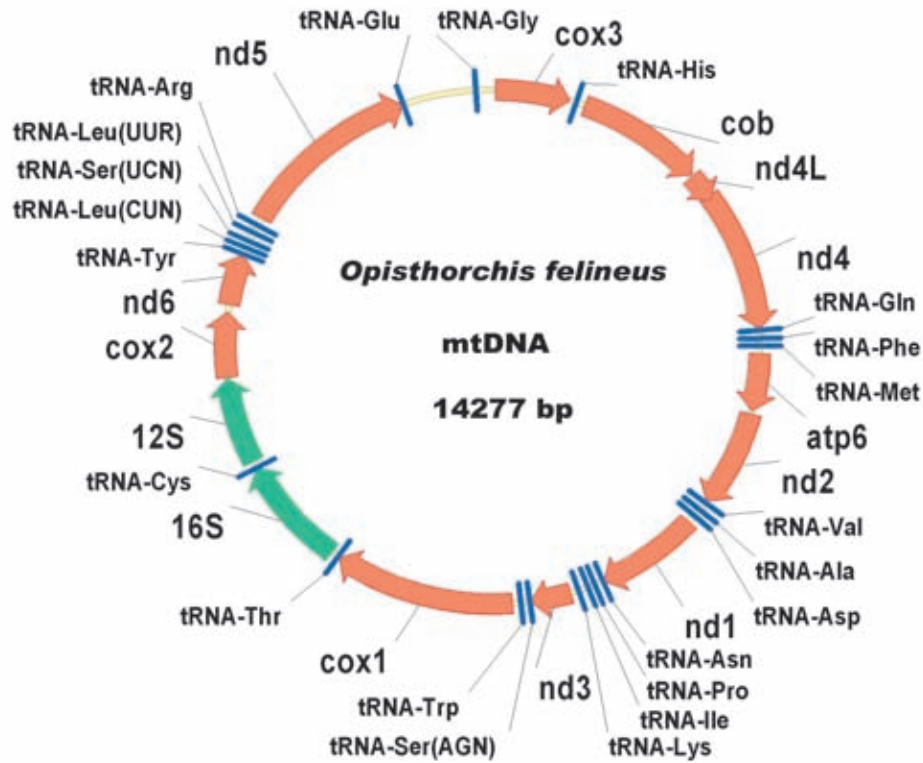 tRNA-Glu
tRNA-Gly
cox3
tRNA-His
cob
nd4L
nd4
tRNA-Gln
tRNA-Phe
tRNA-Met
atp6
nd2
tRNA-Val
tRNA-Ala
tRNA-Asp
nd1
tRNA-Asn
tRNA-Pro
tRNA-Ile
tRNA-Lys
nd3
tRNA-Ser(AGN)
tRNA-Trp
cox1
tRNA-Thr
16S
tRNA-Cys
12S
cox2
nd6
tRNA-Tyr
tRNA-Leu(CUN)
tRNA-Ser(UCN)
tRNA-Leu(UUR)
tRNA-Arg
nd5
Opisthorchis felineus
mtDNA
14277 bp